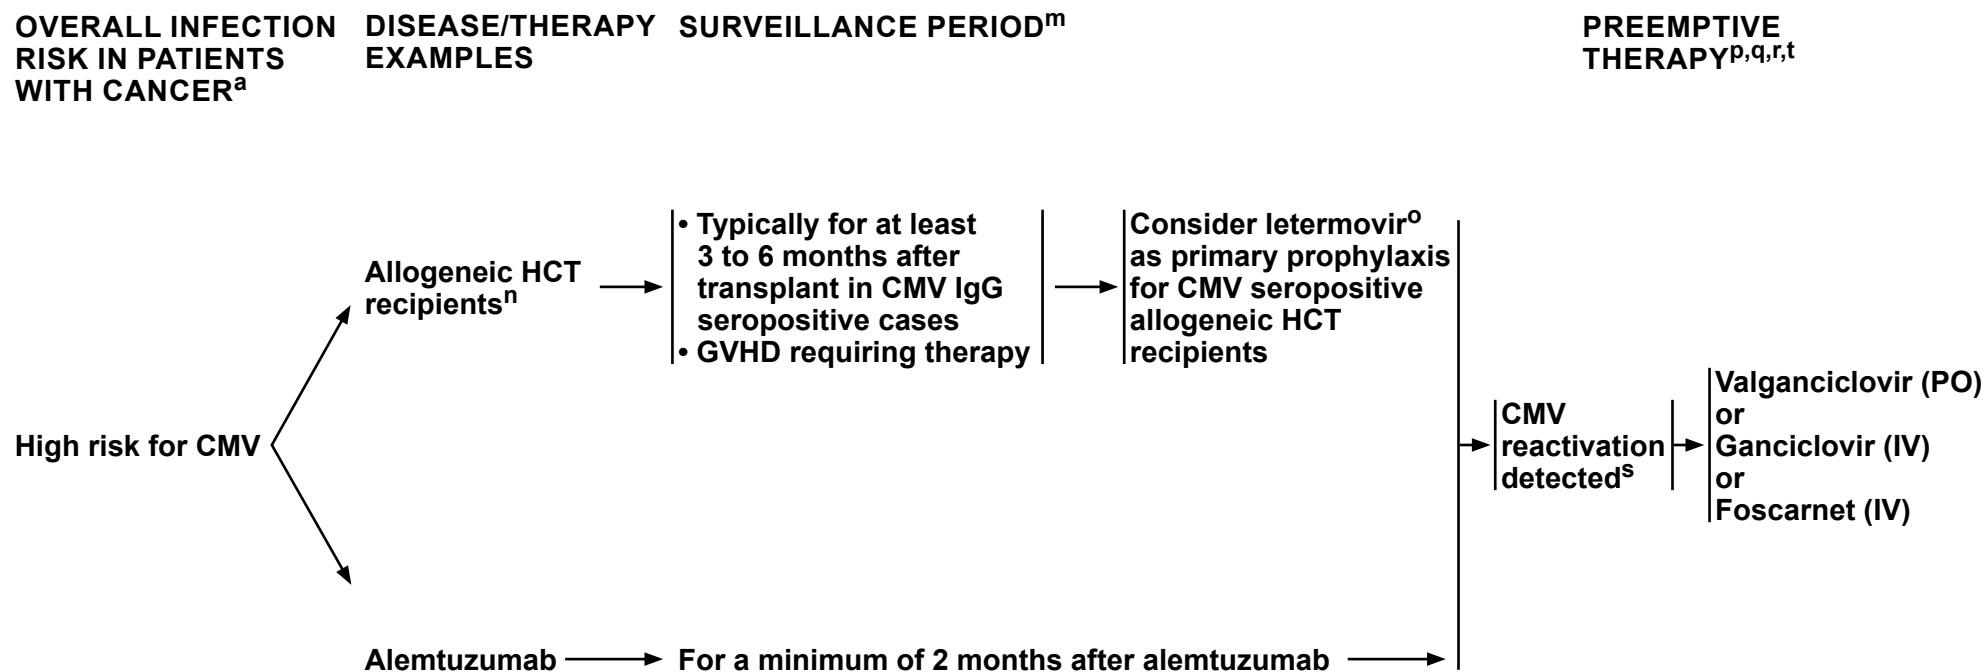 OVERALL INFECTION
RISK IN PATIENTS
WITH CANCERa
DISEASE/THERAPY
EXAMPLES
SURVEILLANCE PERIODm
PREEMPTIVE
THERAPYp,q,r,t
High risk for CMV
Allogeneic HCT
recipientsn
• Typically for at least
3 to 6 months after
transplant in CMV IgG
seropositive cases
• GVHD requiring therapy
Consider letermoviro
as primary prophylaxis
for CMV seropositive
allogeneic HCT
recipients
Alemtuzumab
For a minimum of 2 months after alemtuzumab
CMV
reactivation
detecteds
Valganciclovir (PO)
or
Ganciclovir (IV)
or
Foscarnet (IV)